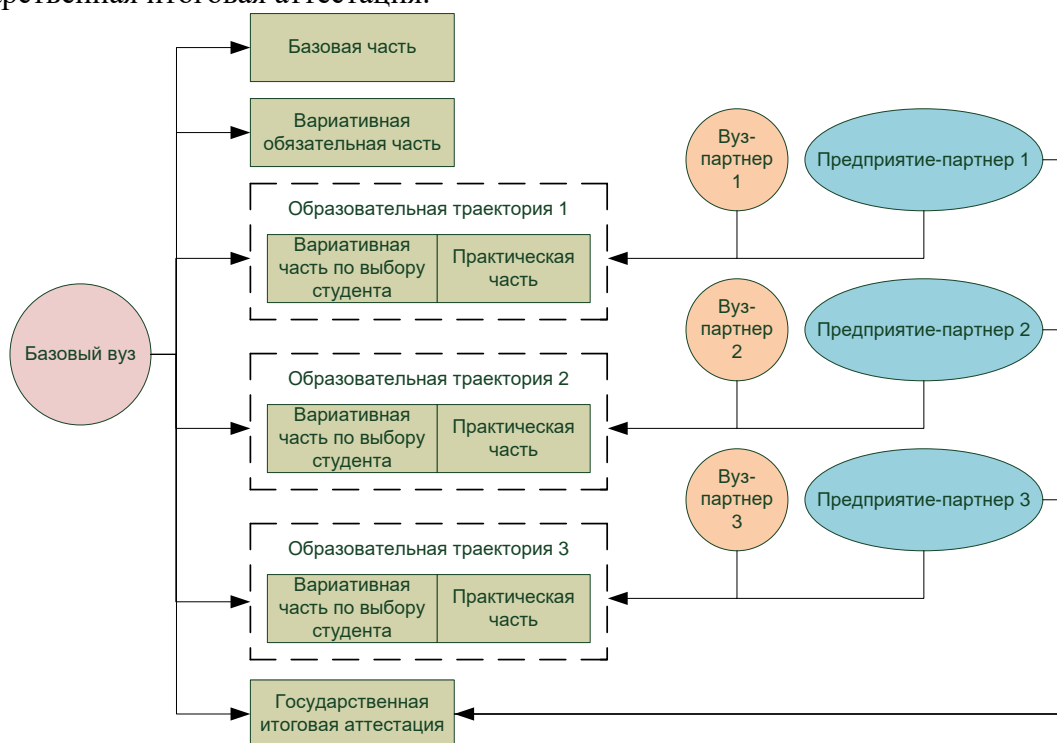 Базовая часть
Вариативная
обязательная часть
Вуз-
партнер
1
Предприятие-партнер 1
Образовательная траектория 1
Вариативная
часть по выбору
студента
Практическая
часть
Базовый вуз
Вуз-
партнер
2
Предприятие-партнер 2
Образовательная траектория 2
Вариативная
часть по выбору
студента
Практическая
часть
Вуз-
партнер
3
Предприятие-партнер 3
Образовательная траектория 3
Вариативная
часть по выбору
студента
Практическая
часть
Государственная
итоговая аттестация